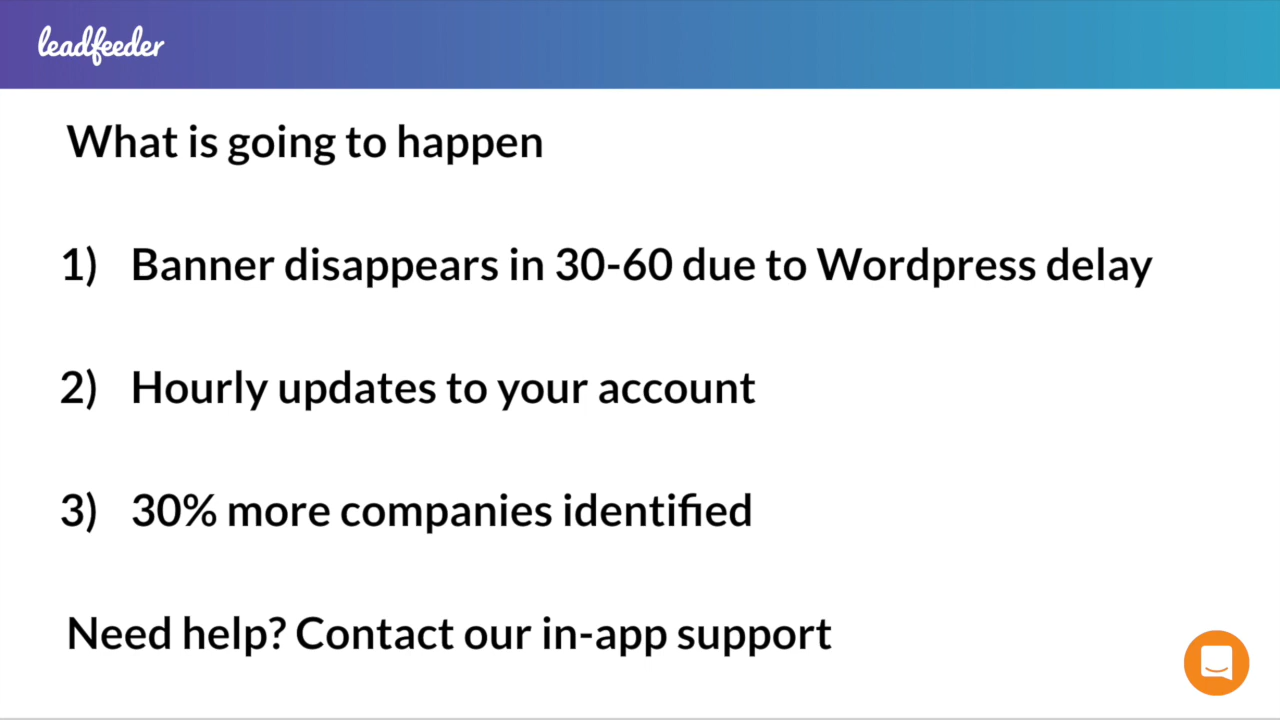 leadfeeder
What is going to happen
1) Banner disappears in 30-60 due to Wordpress delay
2) Hourly updates to your account
3) 30% more companies identified
Need help? Contact our in-app support